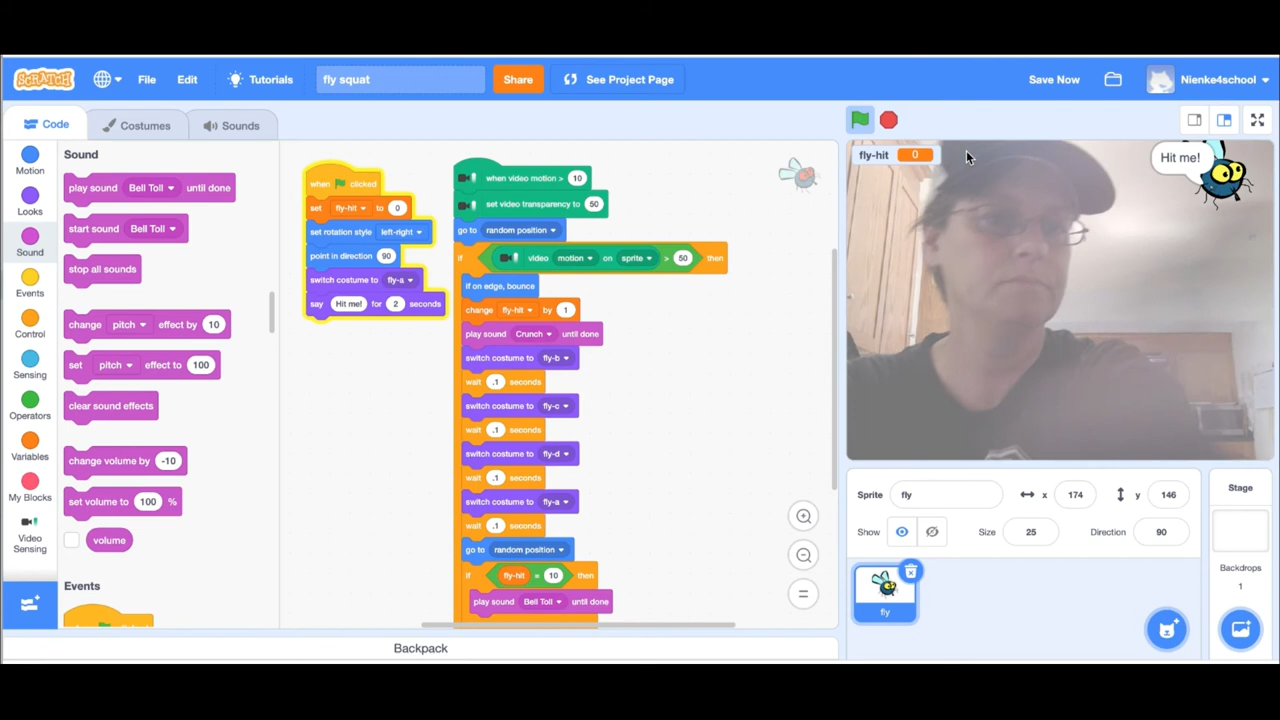 SCRATCH File Edit Tutorials fly squat Share See Project Page Save Now Nienke4school
Code Costumes Sounds
Motion
Looks
Sound
Events
Control
Sensing
Operators
Variables
My Blocks
Video
Sensing
Sound
play sound Bell Toll until done
start sound Bell Toll
stop all sounds
change pitch effect by 10
set pitch effect to 100
clear sound effects
change volume by -10
set volume to 100 %
volume
Events
when clicked
set fly-hit to 0
set rotation style left-right
point in direction 90
switch costume to fly-a
say Hit me! for 2 seconds
when video motion > 10
set video transparency to 50
go to random position
if video motion on sprite > 50 then
if on edge, bounce
change fly-hit by 1
play sound Crunch until done
switch costume to fly-b
wait .1 seconds
switch costume to fly-c
wait .1 seconds
switch costume to fly-d
wait .1 seconds
switch costume to fly-a
wait .1 seconds
go to random position
if fly-hit = 10 then
play sound Bell Toll until done
Backpack
fly-hit 0
Hit me!
Sprite fly x 174 y 146
Show Size 25 Direction 90
fly
Stage
Backdrops
1